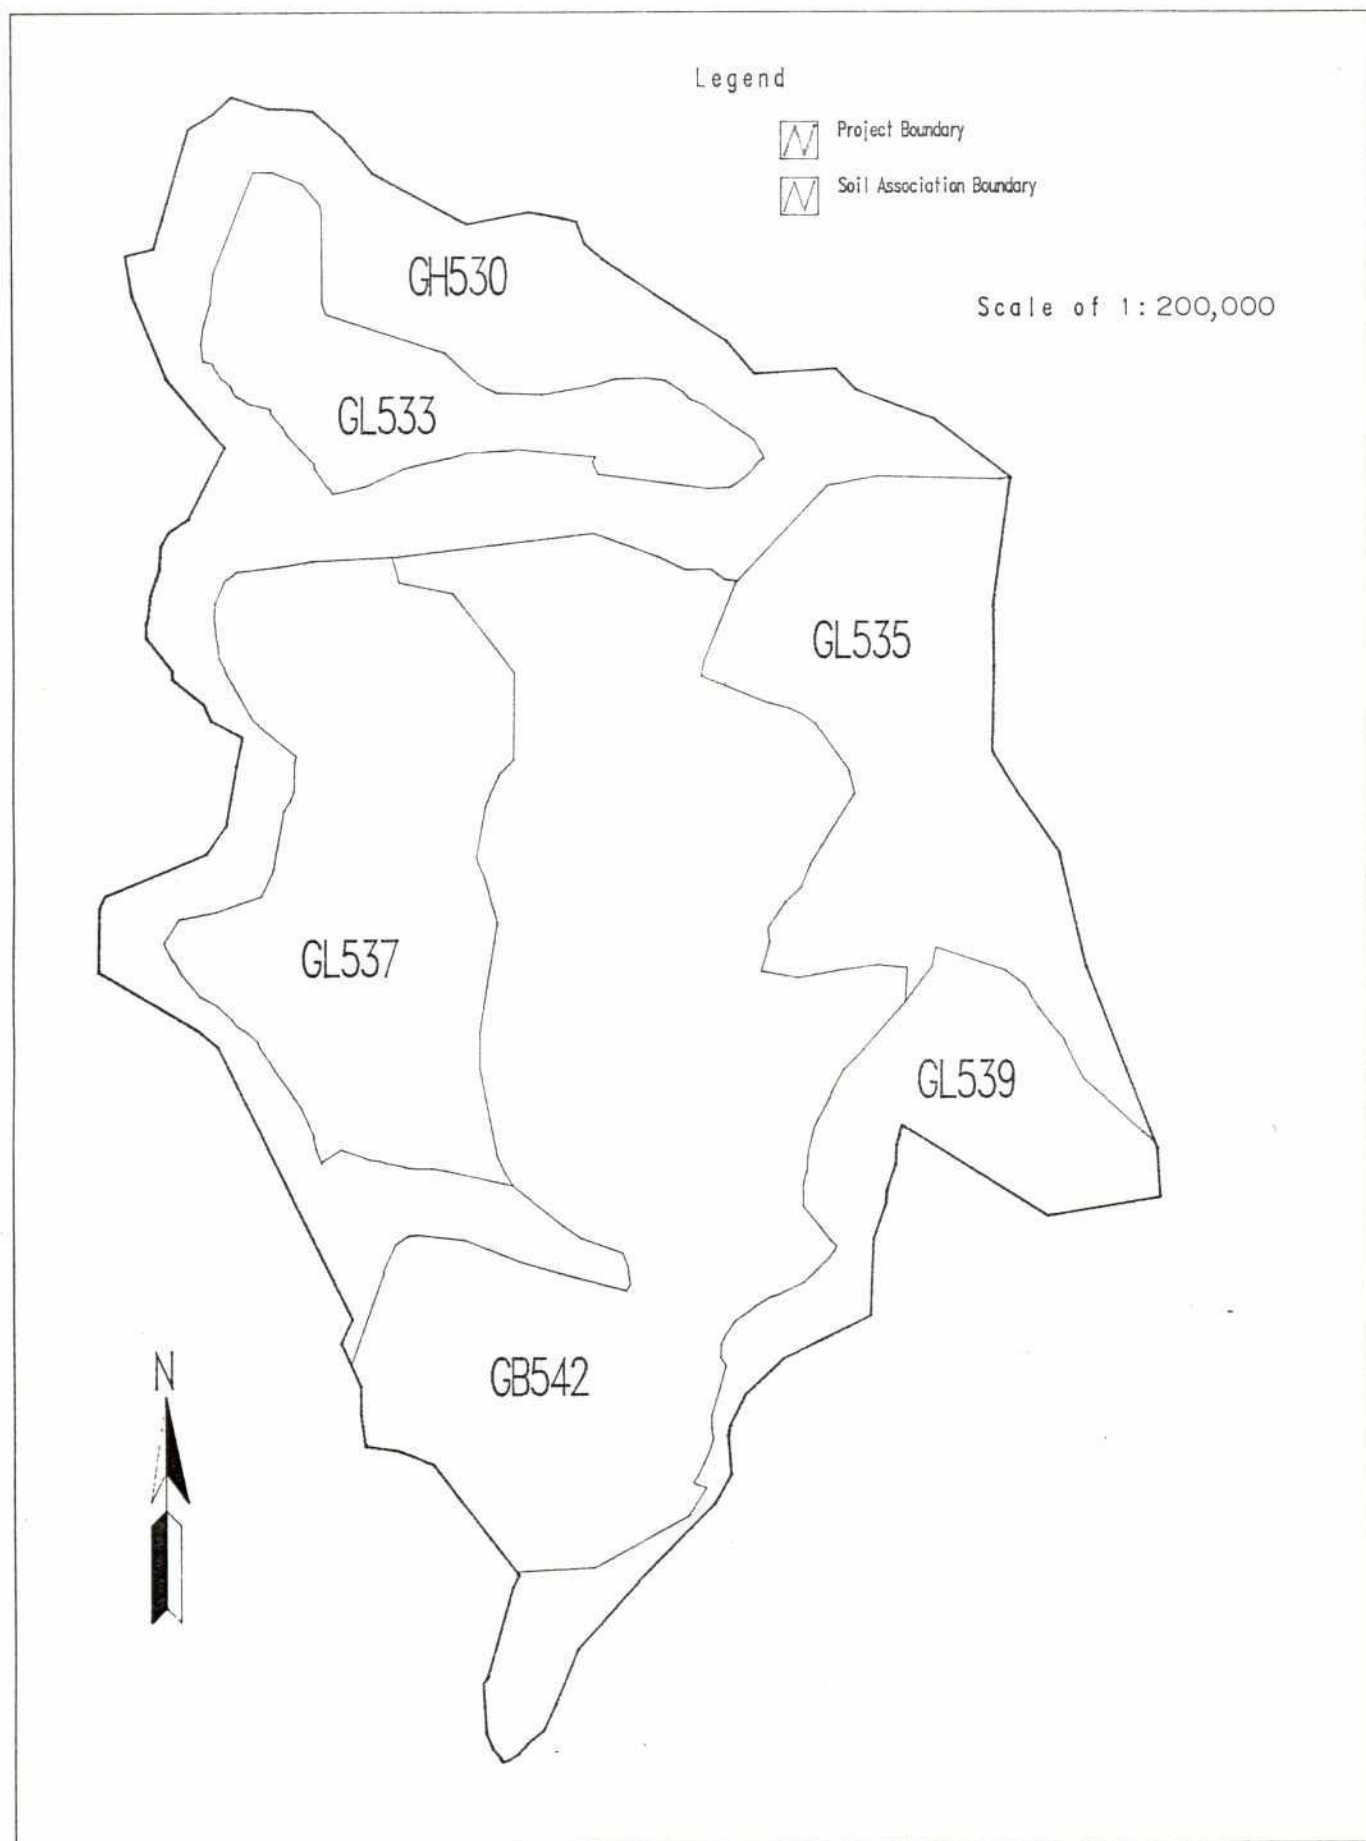 Legend
Project Boundary
Soil Association Boundary
GH530
Scale of 1:200,000
GL533
GL535
GL537
GL539
GB542
N